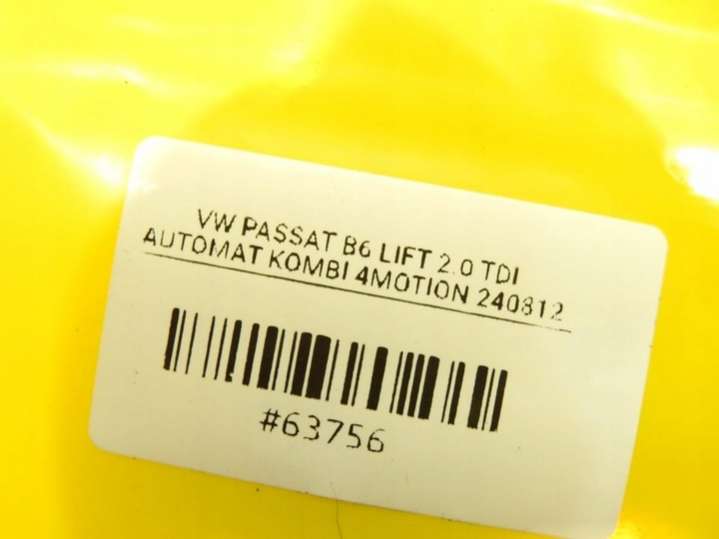 VW PASSAT B6 LIFT 2.0 TDI
AUTOMAT KOMBI 4MOTION 240812
#63756